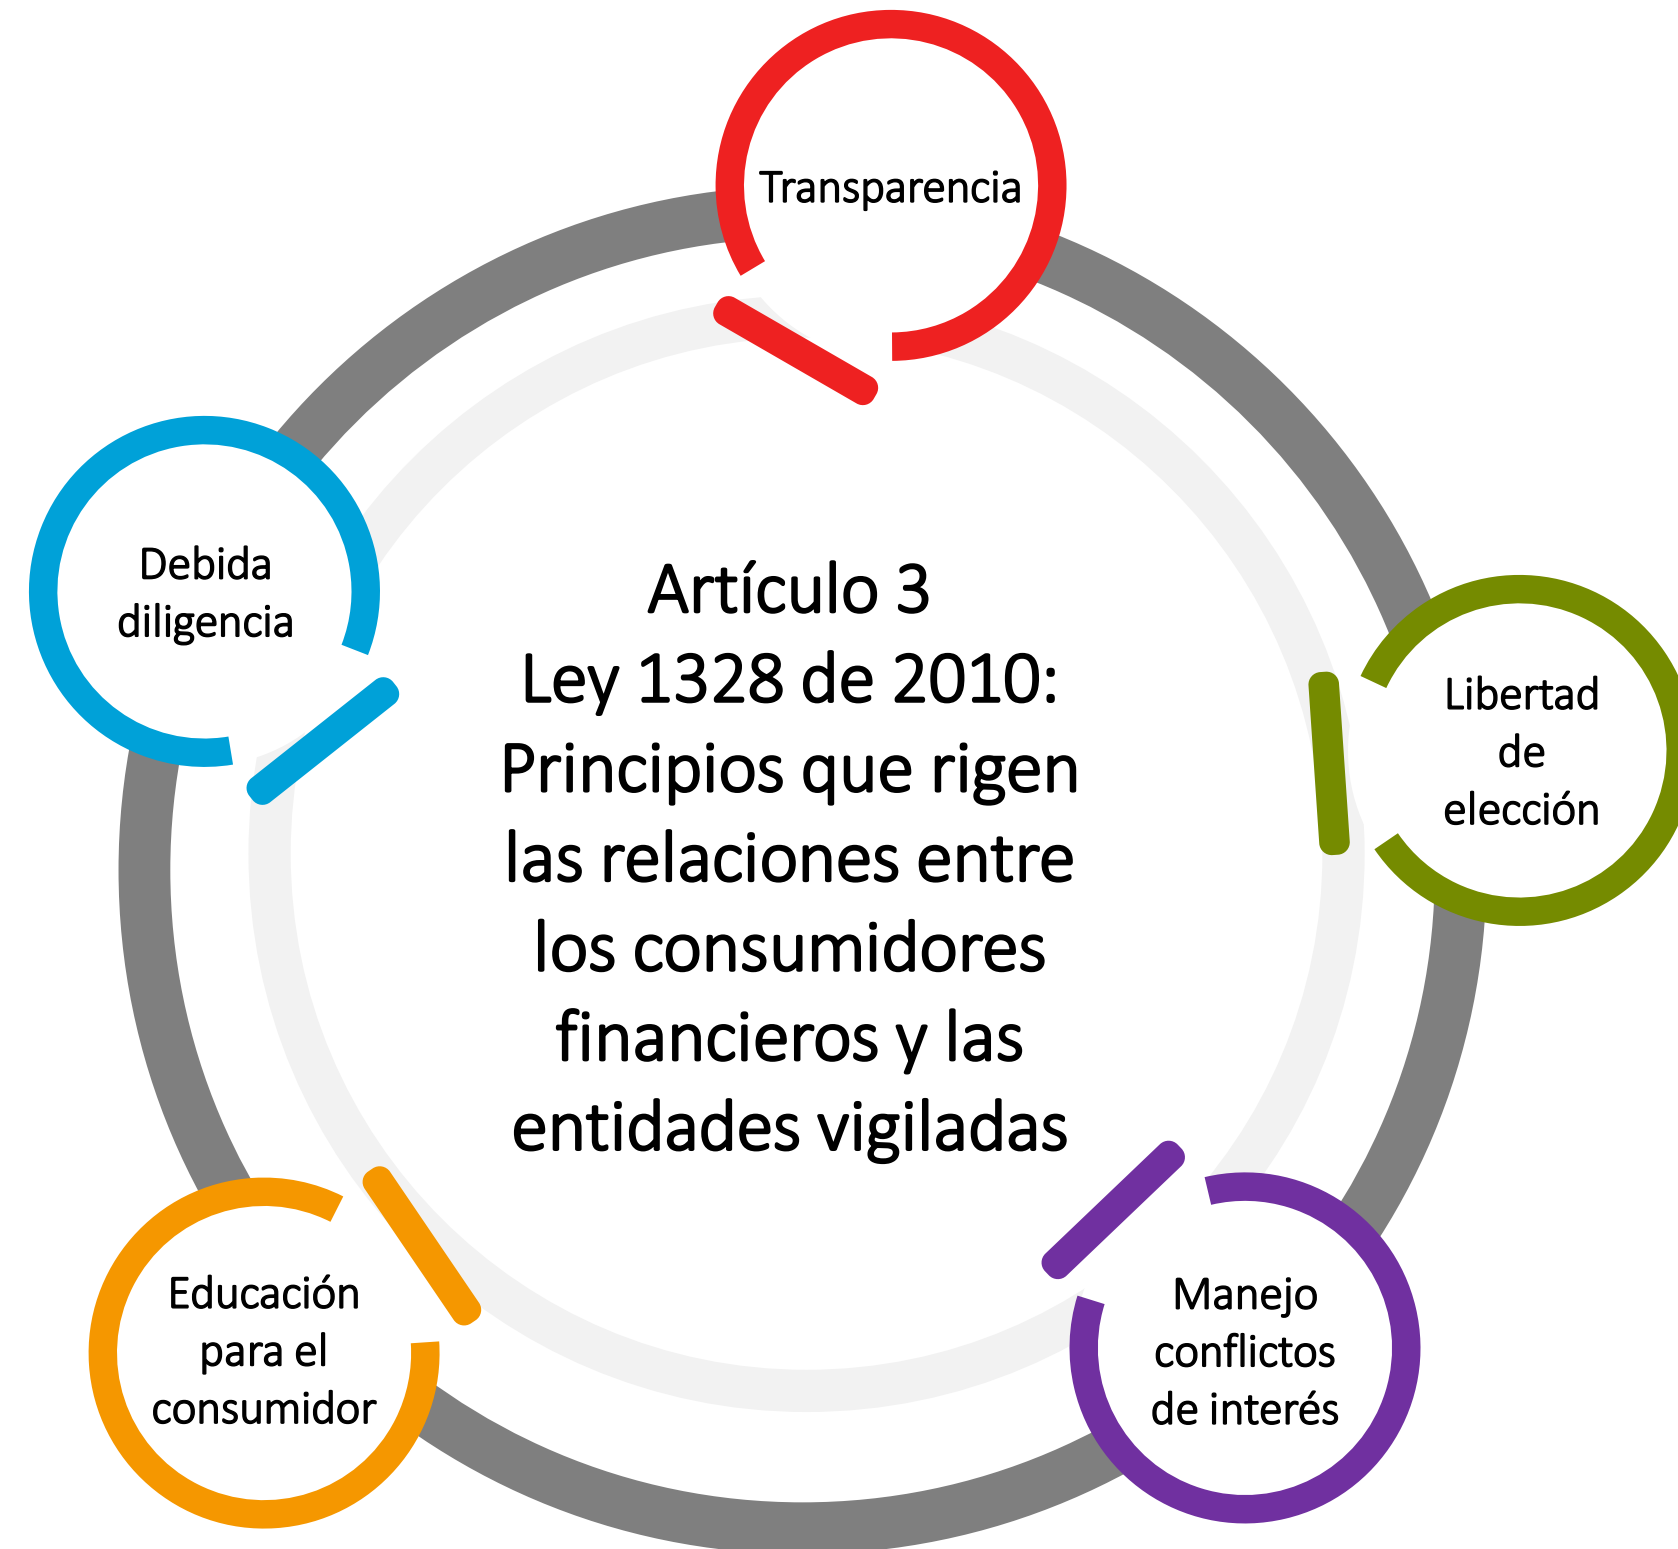 Transparencia
Debida
diligencia
Artículo 3
Ley 1328 de 2010:
Principios que rigen
las relaciones entre
los consumidores
financieros y las
entidades vigiladas
Libertad
de
elección
Educación
para el
consumidor
Manejo
conflictos
de interés